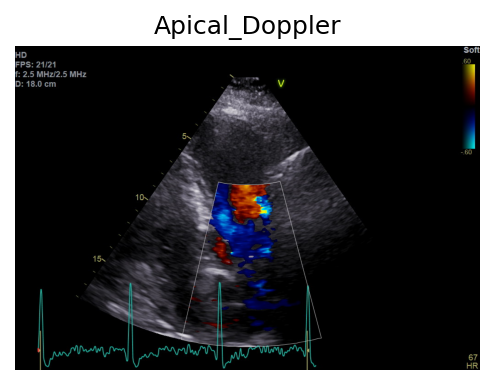 Apical_Doppler
HD
FPS: 21/21
f: 2.5 MHz/2.5 MHz
D: 18.0 cm
V
Soft
60
-60
5
10
15
67
HR